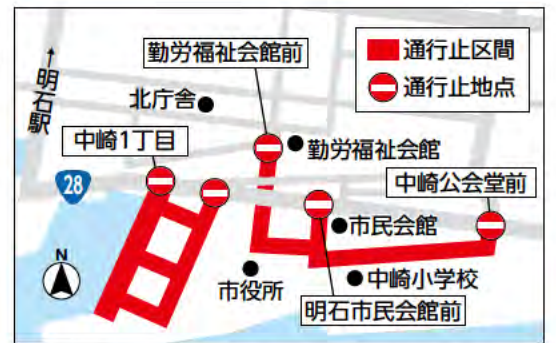 勤労福祉会館前
通行止区間
通行止地点
↑明石駅
北庁舎
中崎1丁目
勤労福祉会館
28
中崎公会堂前
市民会館
N
市役所
中崎小学校
明石市民会館前